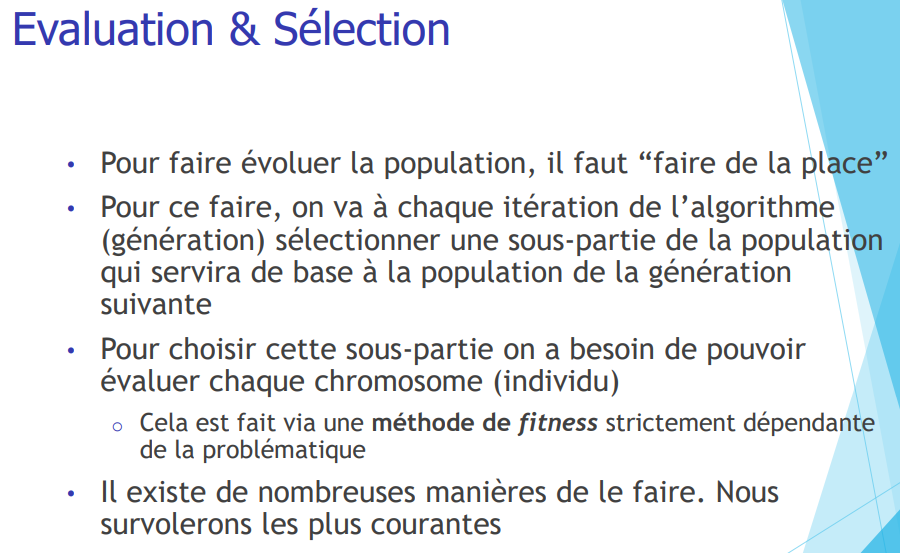 Evaluation & Sélection
• Pour faire évoluer la population, il faut “faire de la place”
• Pour ce faire, on va à chaque itération de l’algorithme
(génération) sélectionner une sous-partie de la population
qui servira de base à la population de la génération
suivante
• Pour choisir cette sous-partie on a besoin de pouvoir
évaluer chaque chromosome (individu)
o Cela est fait via une méthode de fitness strictement dépendante
de la problématique
• Il existe de nombreuses manières de le faire. Nous
survolerons les plus courantes